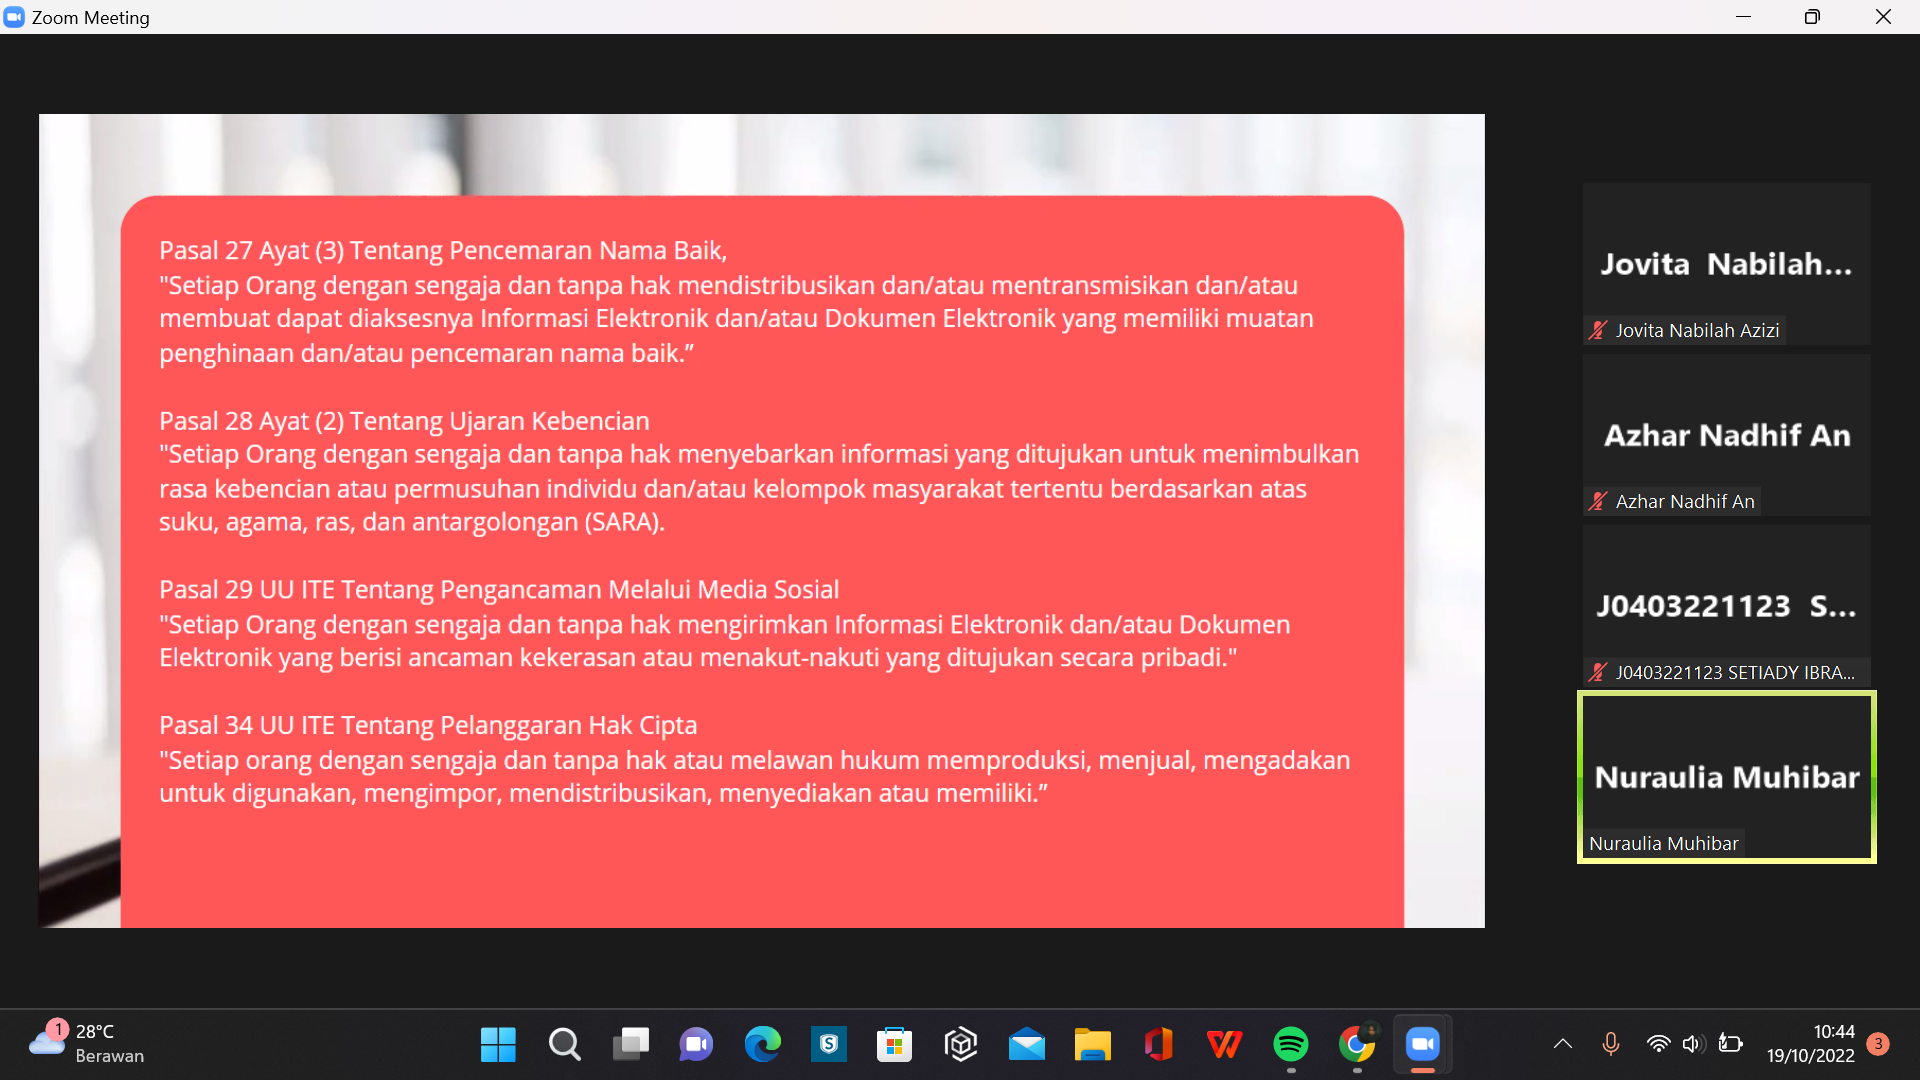 Zoom Meeting
Pasal 27 Ayat (3) Tentang Pencemaran Nama Baik,
"Setiap Orang dengan sengaja dan tanpa hak mendistribusikan dan/atau mentransmisikan dan/atau
membuat dapat diaksesnya Informasi Elektronik dan/atau Dokumen Elektronik yang memiliki muatan
penghinaan dan/atau pencemaran nama baik.”
Pasal 28 Ayat (2) Tentang Ujaran Kebencian
"Setiap Orang dengan sengaja dan tanpa hak menyebarkan informasi yang ditujukan untuk menimbulkan
rasa kebencian atau permusuhan individu dan/atau kelompok masyarakat tertentu berdasarkan atas
suku, agama, ras, dan antargolongan (SARA).
Pasal 29 UU ITE Tentang Pengancaman Melalui Media Sosial
"Setiap Orang dengan sengaja dan tanpa hak mengirimkan Informasi Elektronik dan/atau Dokumen
Elektronik yang berisi ancaman kekerasan atau menakut-nakuti yang ditujukan secara pribadi."
Pasal 34 UU ITE Tentang Pelanggaran Hak Cipta
"Setiap orang dengan sengaja dan tanpa hak atau melawan hukum memproduksi, menjual, mengadakan
untuk digunakan, mengimpor, mendistribusikan, menyediakan atau memiliki.”
Jovita Nabilah...
Jovita Nabilah Azizi
Azhar Nadhif An
Azhar Nadhif An
J0403221123 S...
J0403221123 SETIADY IBRA...
Nuraulia Muhibar
Nuraulia Muhibar
1
28°C
Berawan
S
W
10:44
19/10/2022
3